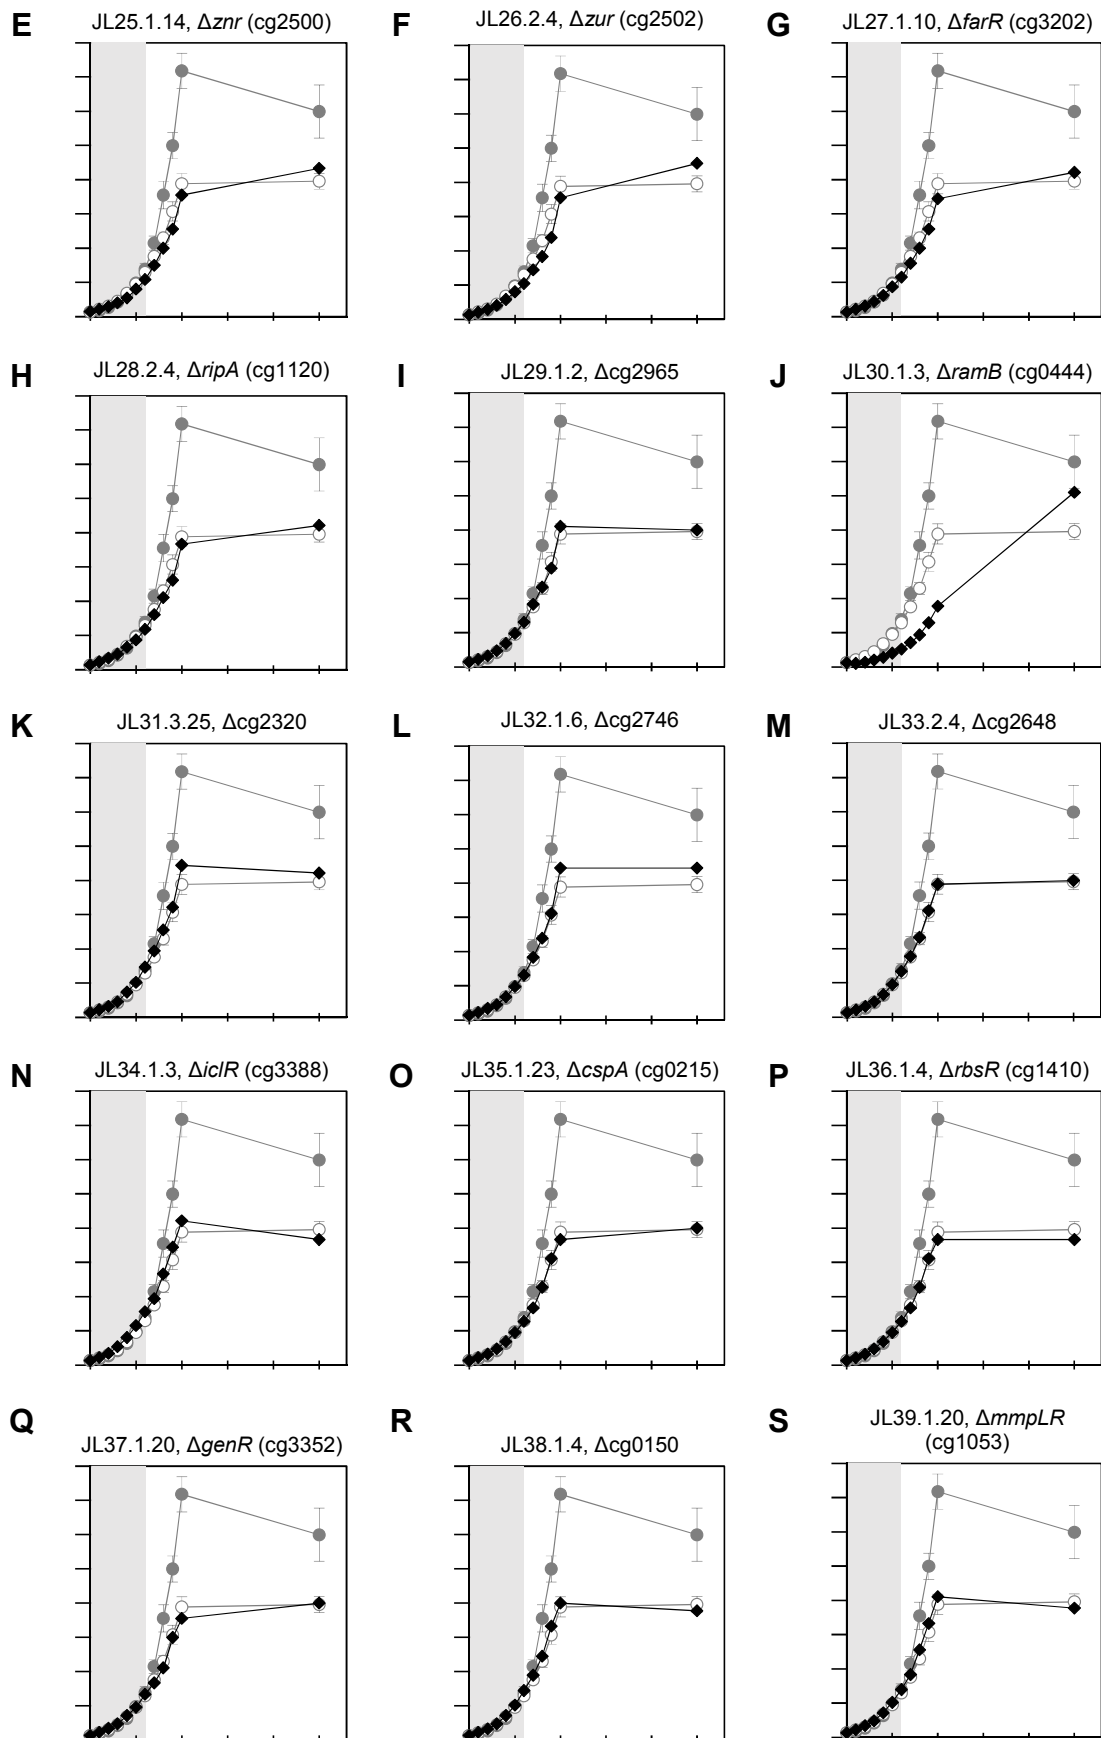 E JL25.1.14, Δznr (cg2500)
F JL26.2.4, Δzur (cg2502)
G JL27.1.10, ΔfarR (cg3202)
H JL28.2.4, ΔripA (cg1120)
I JL29.1.2, Δcg2965
J JL30.1.3, ΔramB (cg0444)
K JL31.3.25, Δcg2320
L JL32.1.6, Δcg2746
M JL33.2.4, Δcg2648
N JL34.1.3, ΔiclR (cg3388)
O JL35.1.23, ΔcspA (cg0215)
P JL36.1.4, ΔrbsR (cg1410)
Q JL37.1.20, ΔgenR (cg3352)
R JL38.1.4, Δcg0150
S JL39.1.20, ΔmmpLR
(cg1053)